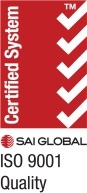 Certified System
TM
SAI GLOBAL
ISO 9001
Quality